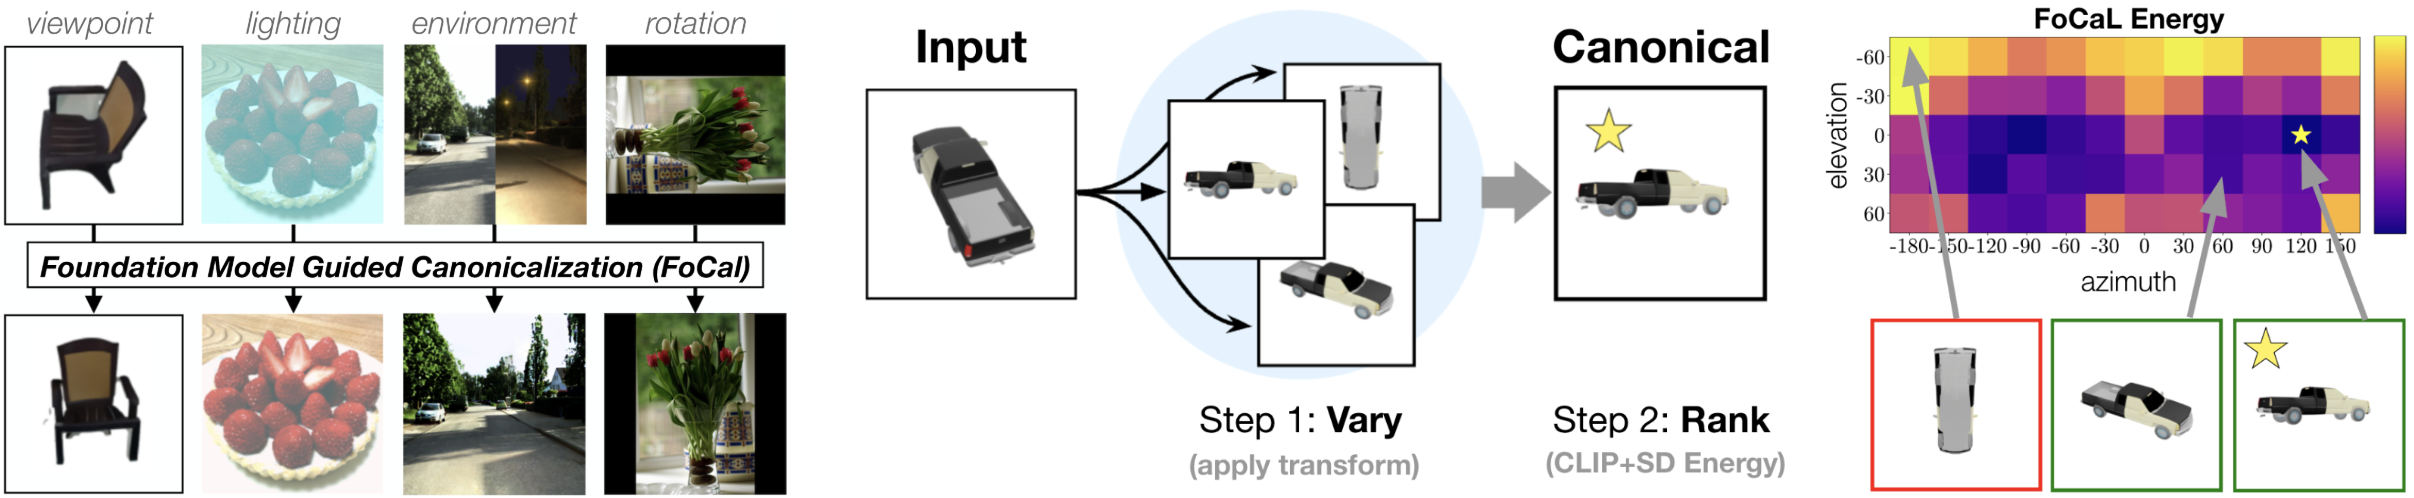 viewpoint
lighting
environment
rotation
Foundation Model Guided Canonicalization (FoCal)
Input
Canonical
Step 1: Vary
(apply transform)
Step 2: Rank
(CLIP+SD Energy)
FoCaL Energy
elevation
-60
-30
0
30
60
-180 -150 -120 -90 -60 -30 0 30 60 90 120 150
azimuth